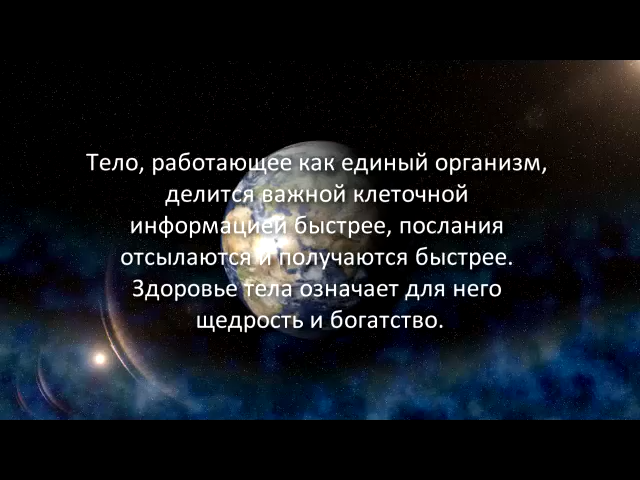 Тело, работающее как единый организм,
делится важной клеточной
информацией быстрее, послания
отсылаются и получаются быстрее.
Здоровье тела означает для него
щедрость и богатство.